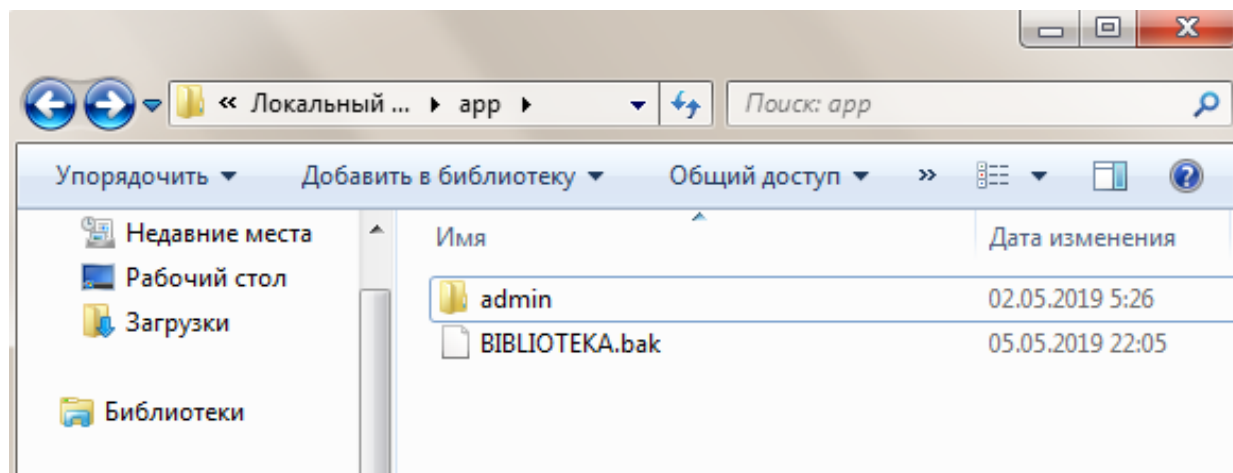 « Локальный ... app
Поиск: app
Упорядочить Добавить в библиотеку Общий доступ »
Недавние места
Рабочий стол
Загрузки
Библиотеки
Имя Дата изменения
admin 02.05.2019 5:26
BIBLIOTEKA.bak 05.05.2019 22:05